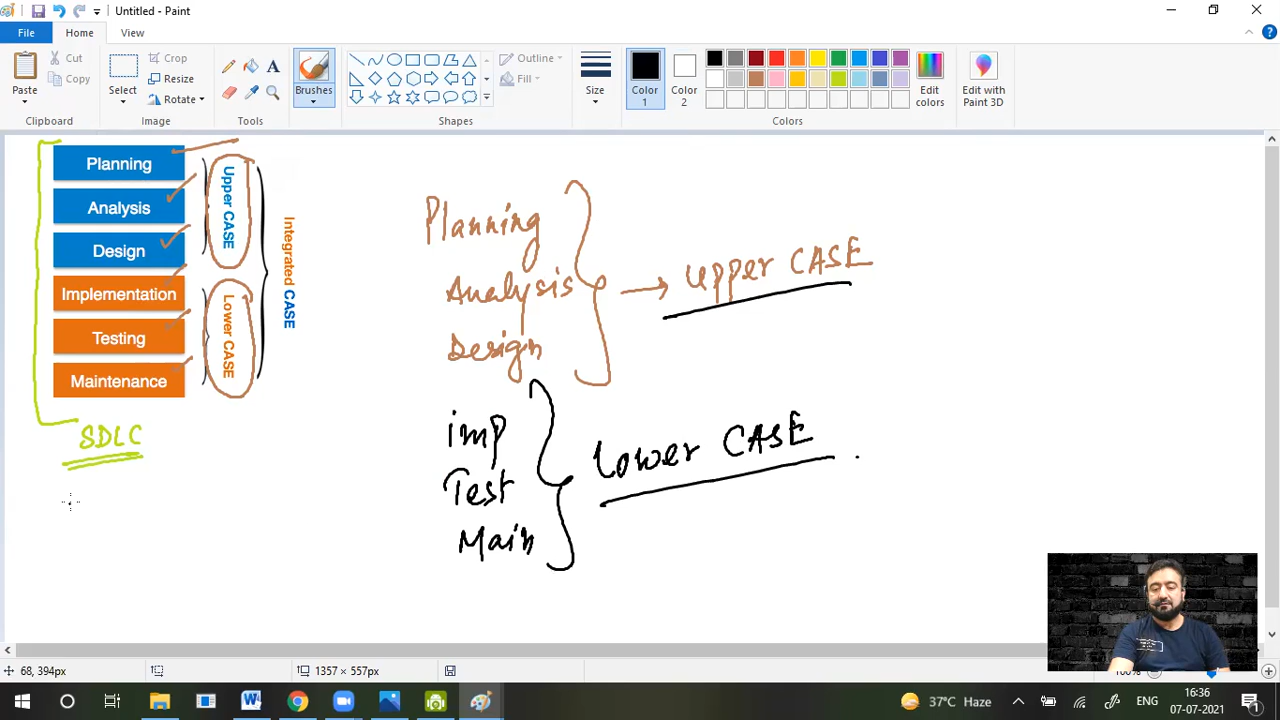 Untitled - Paint
File
Home
View
Paste
Cut
Copy
Clipboard
Select
Crop
Resize
Rotate
Image
A
Tools
Brushes
Shapes
Outline
Fill
Size
Color
1
Color
2
Colors
Edit
colors
Edit with
Paint 3D
Planning
Analysis
Design
Implementation
Testing
Maintenance
Upper CASE
Lower CASE
Integrated CASE
SDLC
Planning
Analysis
Design
Upper CASE
imp
Test
Main
Lower CASE
68, 394px
1357 × 557px
100%
37°C Haze
ENG
16:36
07-07-2021
1